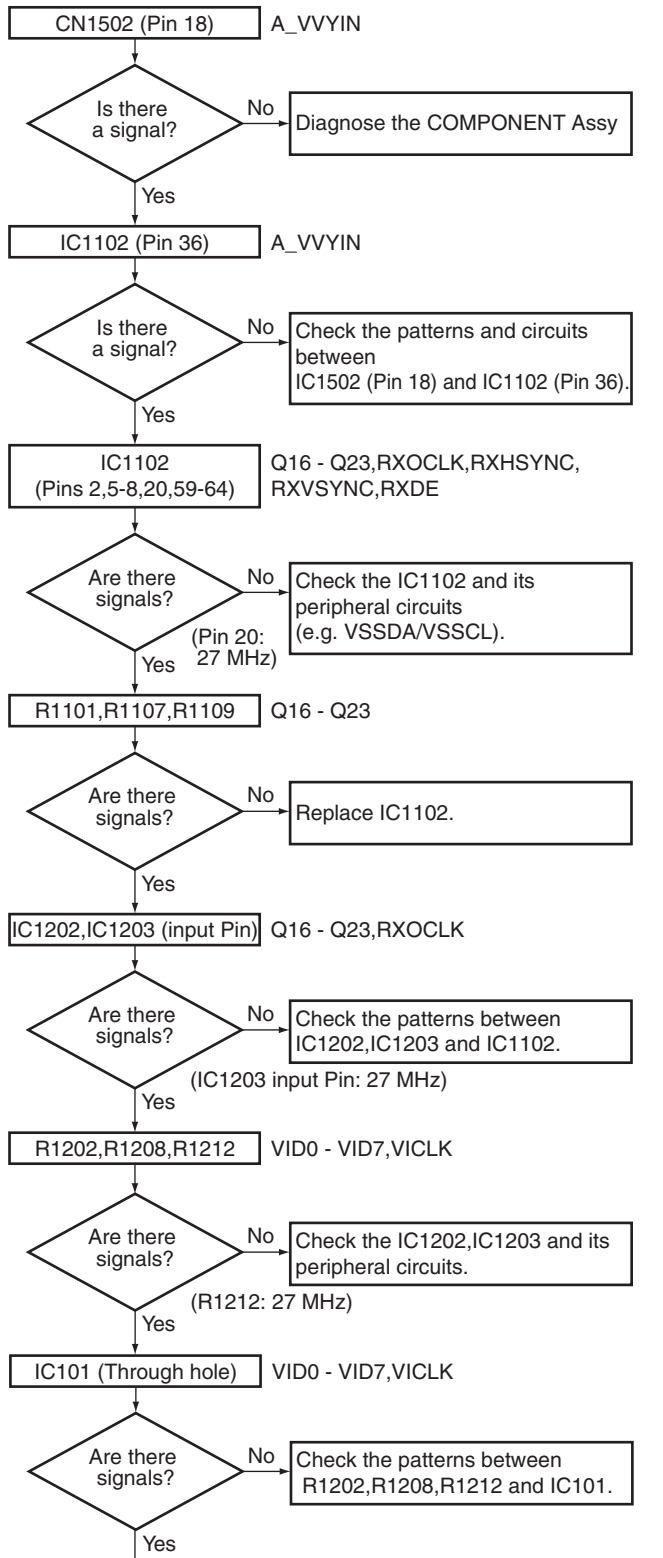 CN1502 (Pin 18)
A_VVYIN
Is there
a signal?
No
Diagnose the COMPONENT Assy
Yes
IC1102 (Pin 36)
A_VVYIN
Is there
a signal?
No
Check the patterns and circuits
between
IC1502 (Pin 18) and IC1102 (Pin 36).
Yes
IC1102
(Pins 2,5-8,20,59-64)
Q16 - Q23,RXOCLK,RXHSYNC,
RXVSYNC,RXDE
Are there
signals?
No
Check the IC1102 and its
peripheral circuits
(e.g. VSSDA/VSSCL).
(Pin 20:
27 MHz)
Yes
R1101,R1107,R1109
Q16 - Q23
Are there
signals?
No
Replace IC1102.
Yes
IC1202,IC1203 (input Pin)
Q16 - Q23,RXOCLK
Are there
signals?
No
Check the patterns between
IC1202,IC1203 and IC1102.
(IC1203 input Pin: 27 MHz)
Yes
R1202,R1208,R1212
VID0 - VID7,VICLK
Are there
signals?
No
Check the IC1202,IC1203 and its
peripheral circuits.
(R1212: 27 MHz)
Yes
IC101 (Through hole)
VID0 - VID7,VICLK
Are there
signals?
No
Check the patterns between
R1202,R1208,R1212 and IC101.
Yes